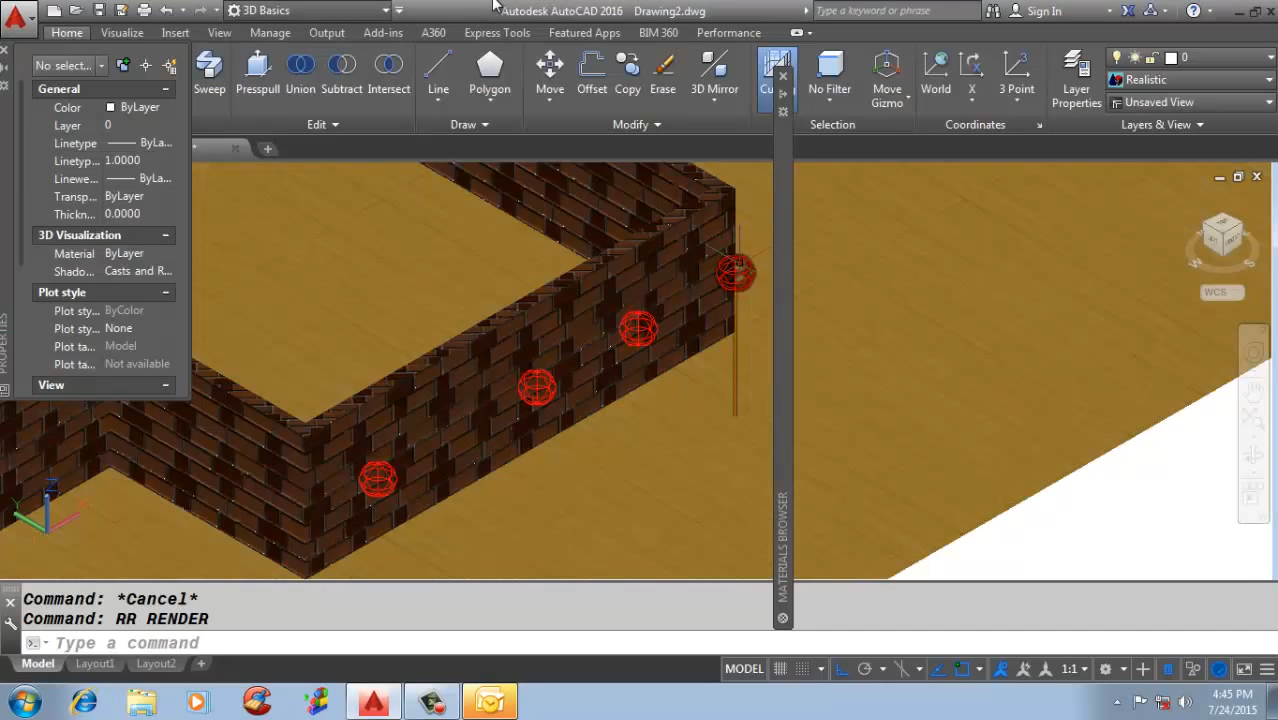 3D Basics
Autodesk AutoCAD 2016 Drawing2.dwg
Type a keyword or phrase
Sign In
Home Visualize Insert View Manage Output Add-ins A360 Express Tools Featured Apps BIM 360 Performance
No select...
General
Color ByLayer
Layer 0
Linetype ByLa...
Linetyp... 1.0000
Linewe... ByLa...
Transp... ByLayer
Thickn... 0.0000
3D Visualization
Material ByLayer
Shado... Casts and R...
Plot style
Plot sty... ByColor
Plot sty... None
Plot ta... Model
Plot ta... Not available
View
PROPERTIES
Sweep Presspull Union Subtract Intersect Line Polygon Move Offset Copy Erase 3D Mirror
No Filter Move Gizmo World X 3 Point Layer Properties
0
Realistic
Unsaved View
Edit Draw Modify Selection Coordinates Layers & View
MATERIALS BROWSER
WCS
Command: *Cancel*
Command: RR RENDER
Type a command
Model Layout1 Layout2
MODEL 1:1
4:45 PM
7/24/2015